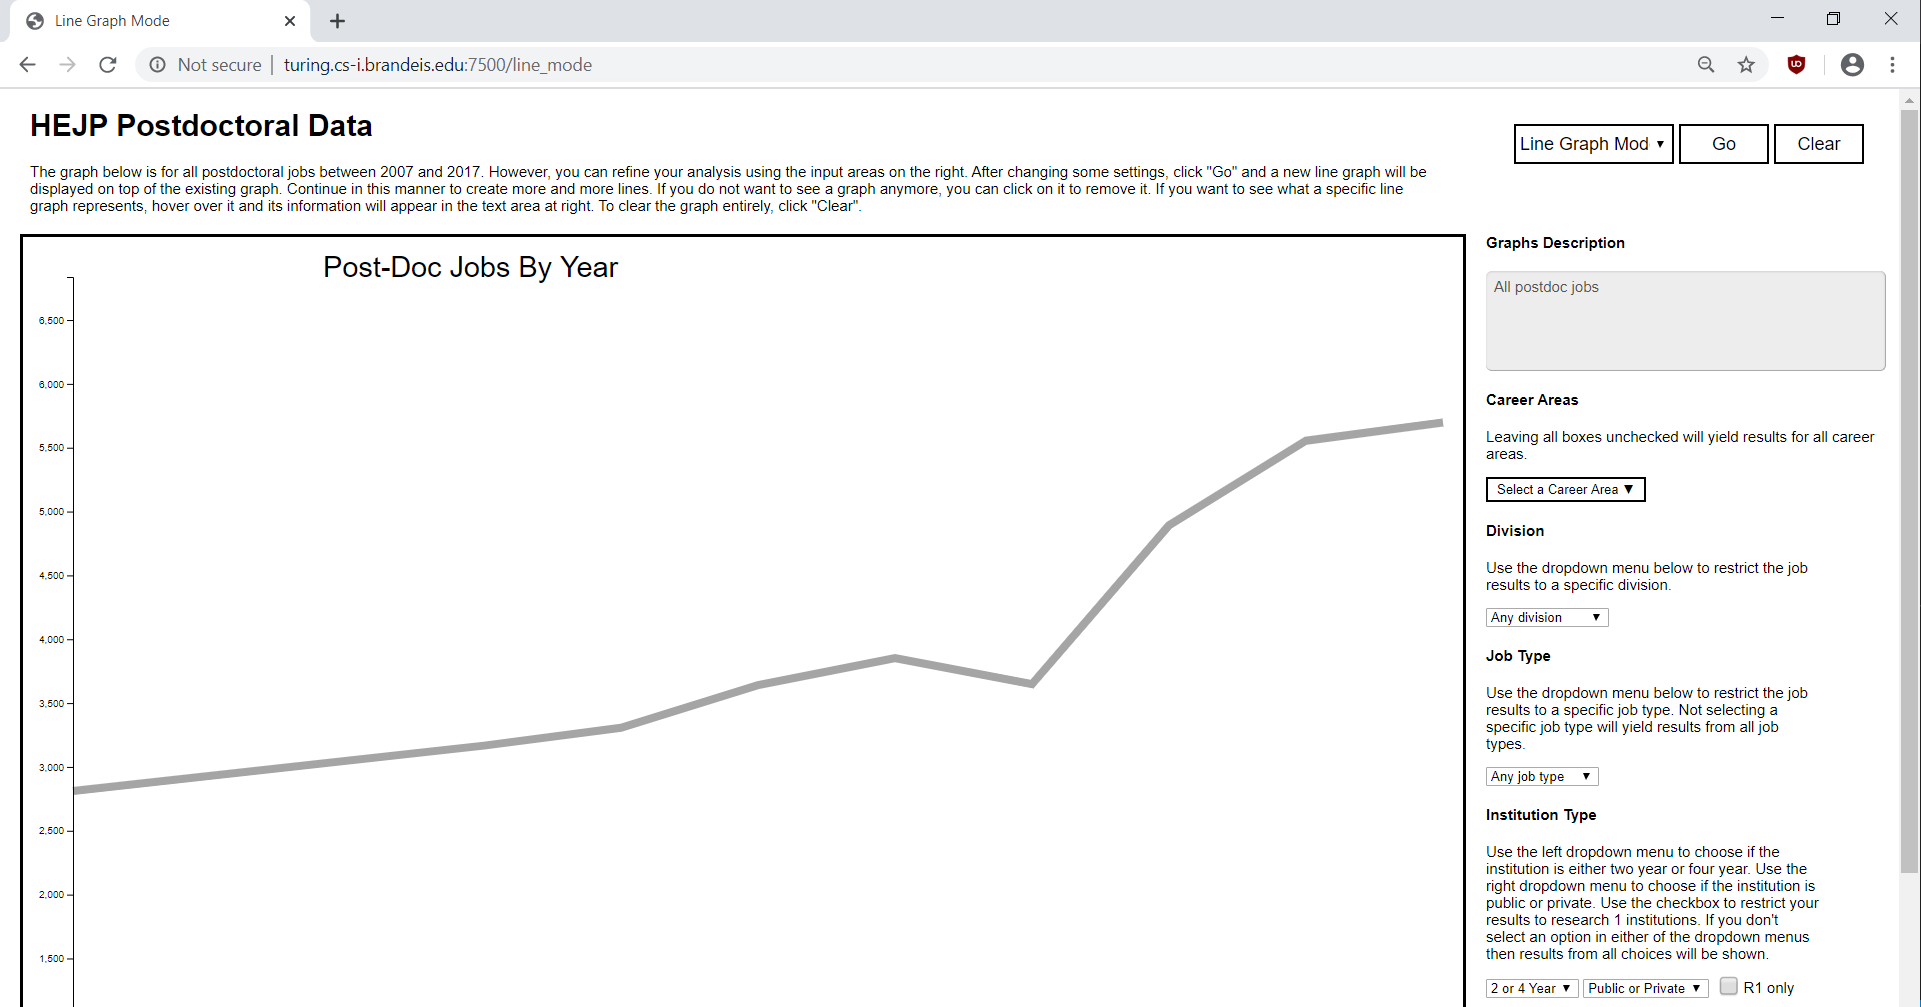 Line Graph Mode
Not secure
turing.cs-i.brandeis.edu:7500/line_mode
HEJP Postdoctoral Data
Line Graph Mod
Go
Clear
The graph below is for all postdoctoral jobs between 2007 and 2017. However, you can refine your analysis using the input areas on the right. After changing some settings, click "Go" and a new line graph will be
displayed on top of the existing graph. Continue in this manner to create more and more lines. If you do not want to see a graph anymore, you can click on it to remove it. If you want to see what a specific line
graph represents, hover over it and its information will appear in the text area at right. To clear the graph entirely, click "Clear".
Post-Doc Jobs By Year
6,500
6,000
5,500
5,000
4,500
4,000
3,500
3,000
2,500
2,000
1,500
Graphs Description
All postdoc jobs
Career Areas
Leaving all boxes unchecked will yield results for all career
areas.
Select a Career Area ▼
Division
Use the dropdown menu below to restrict the job
results to a specific division.
Any division
Job Type
Use the dropdown menu below to restrict the job
results to a specific job type. Not selecting a
specific job type will yield results from all job
types.
Any job type
Institution Type
Use the left dropdown menu to choose if the
institution is either two year or four year. Use the
right dropdown menu to choose if the institution is
public or private. Use the checkbox to restrict your
results to research 1 institutions. If you don't
select an option in either of the dropdown menus
then results from all choices will be shown.
2 or 4 Year
Public or Private
R1 only